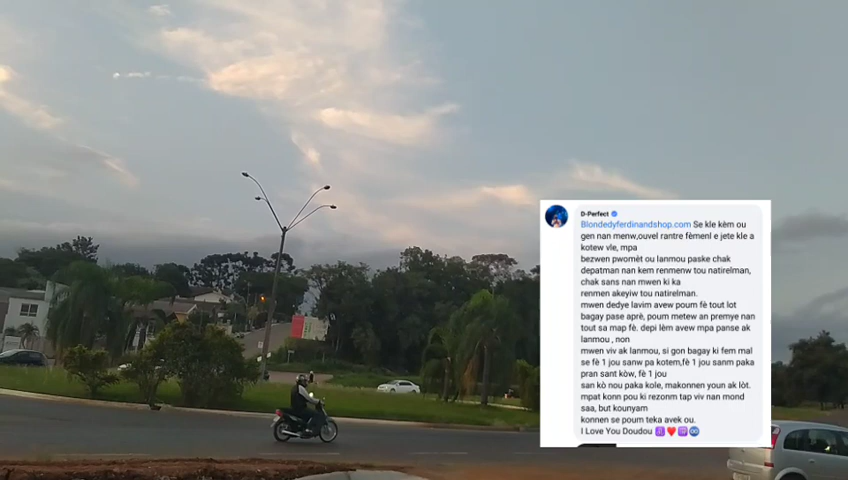 D-Perfect
Blondedyferdinandshop.com Se kle kèm ou
gen nan menw,ouvel rantre fèmenl e jete kle a
kotew vle, mpa
bezwen pwomèt ou lanmou paske chak
depatman nan kem renmenw tou natirelman,
chak sans nan mwen ki ka
renmen akeyiw tou natirelman.
mwen dedye lavim avew poum fè tout lot
bagay pase aprè, poum metew an premye nan
tout sa map fè. depi lèm avew mpa panse ak
lanmou , non
mwen viv ak lanmou, si gon bagay ki fem mal
se fè 1 jou sanw pa kotem,fè 1 jou sanm paka
pran sant kòw, fè 1 jou
san kò nou paka kole, makonnen youn ak lòt.
mpat konn pou ki rezonm tap viv nan mond
saa, but kounyam
konnen se poum teka avek ou.
I Love You Doudou